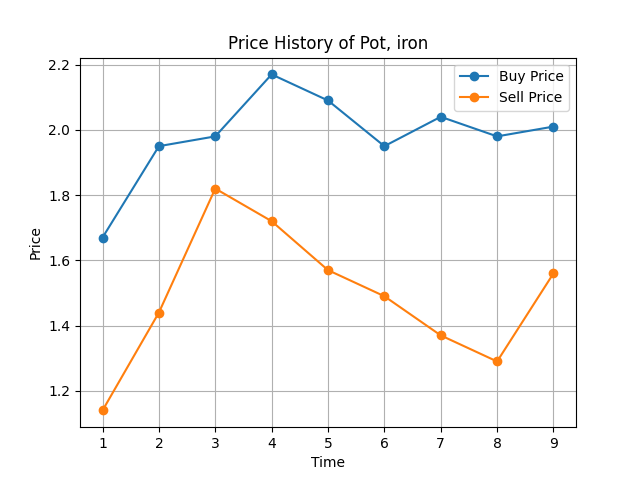 Price History of Pot, iron
Buy Price
Sell Price
Price
2.2
2.0
1.8
1.6
1.4
1.2
1 2 3 4 5 6 7 8 9
Time